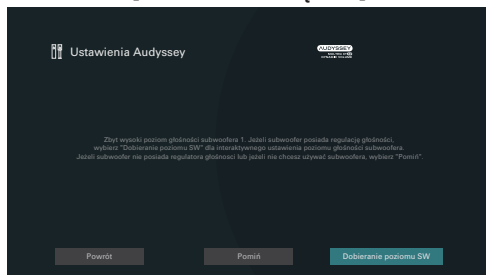 Ustawienia Audyssey
AUDYSSEY
Zbyt wysoki poziom głośności subwoofera 1. Jeżeli subwoofer posiada regulację głośności,
wybierz "Dobieranie poziomu SW" dla interaktywnego ustawienia poziomu głośności subwoofera.
Jeżeli subwoofer nie posiada regulatora głośnosci lub jeżeli nie chcesz używać subwoofera, wybierz "Pomiń".
Powrót
Pomiń
Dobieranie poziomu SW